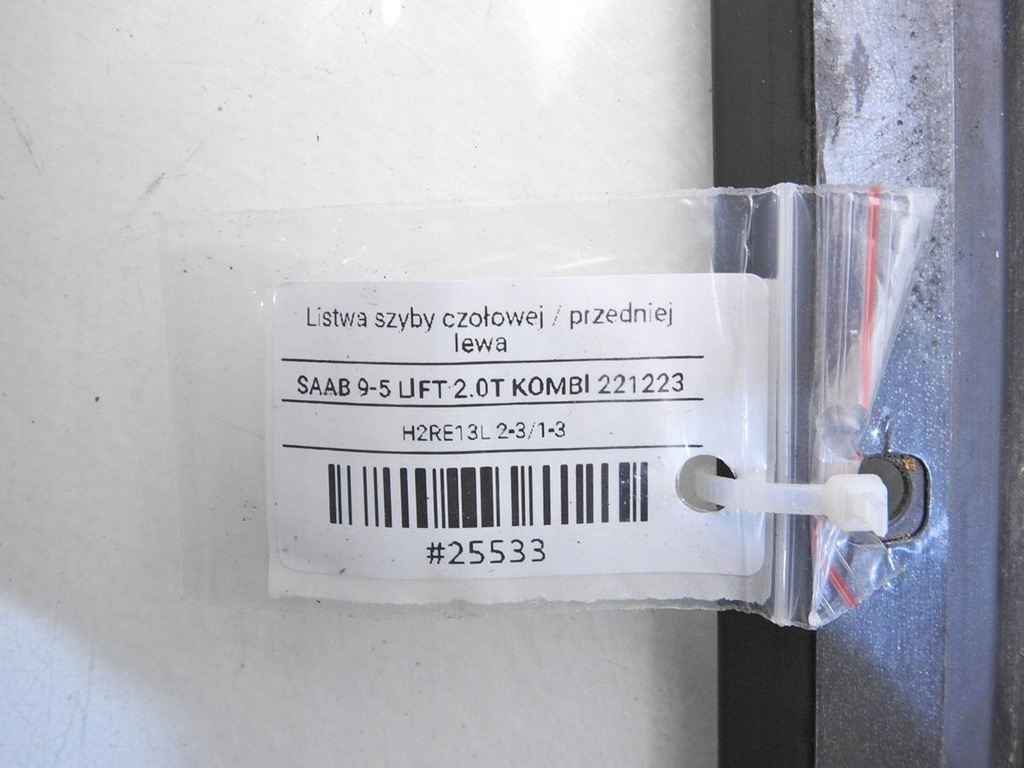 Listwa szyby czołowej / przedniej
lewa
SAAB 9-5 LIFT 2.0T KOMBI 221223
H2RE13L 2-3/1-3
#25533